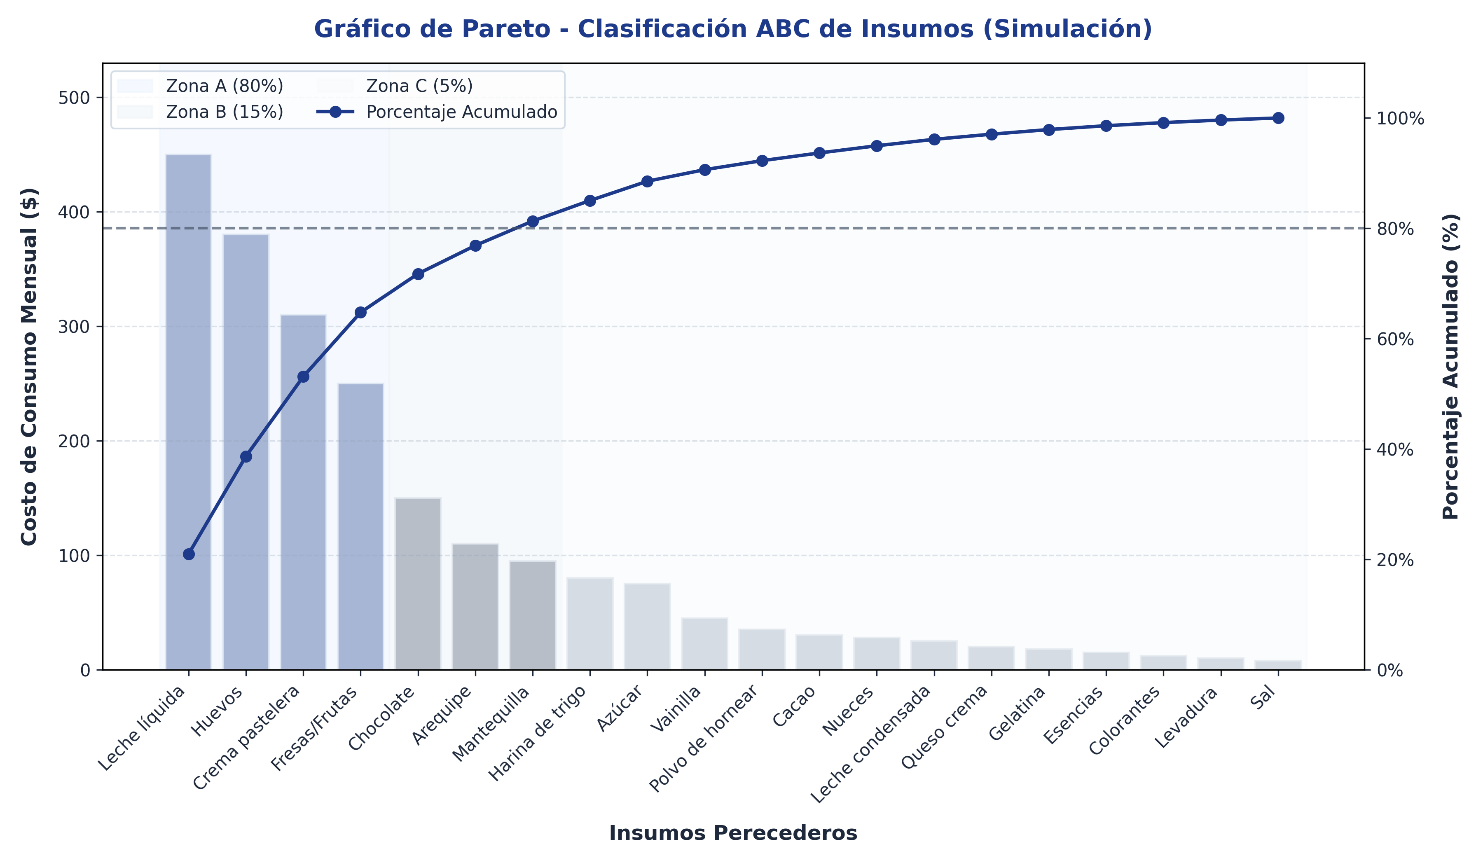 Gráfico de Pareto - Clasificación ABC de Insumos (Simulación)
Zona A (80%)
Zona B (15%)
Zona C (5%)
Porcentaje Acumulado
Costo de Consumo Mensual ($)
500
400
300
200
100
0
100%
80%
60%
40%
20%
0%
Porcentaje Acumulado (%)
Leche líquida
Huevos
Crema pastelera
Fresas/Frutas
Chocolate
Arequipe
Mantequilla
Harina de trigo
Azúcar
Vainilla
Polvo de hornear
Cacao
Nueces
Leche condensada
Queso crema
Gelatina
Esencias
Colorantes
Levadura
Sal
Insumos Perecederos